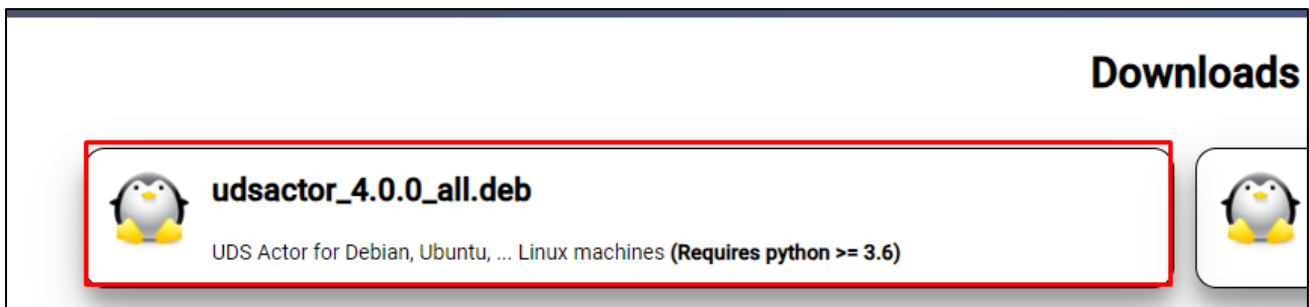 Downloads
udsactor_4.0.0_all.deb
UDS Actor for Debian, Ubuntu, ... Linux machines (Requires python >= 3.6)